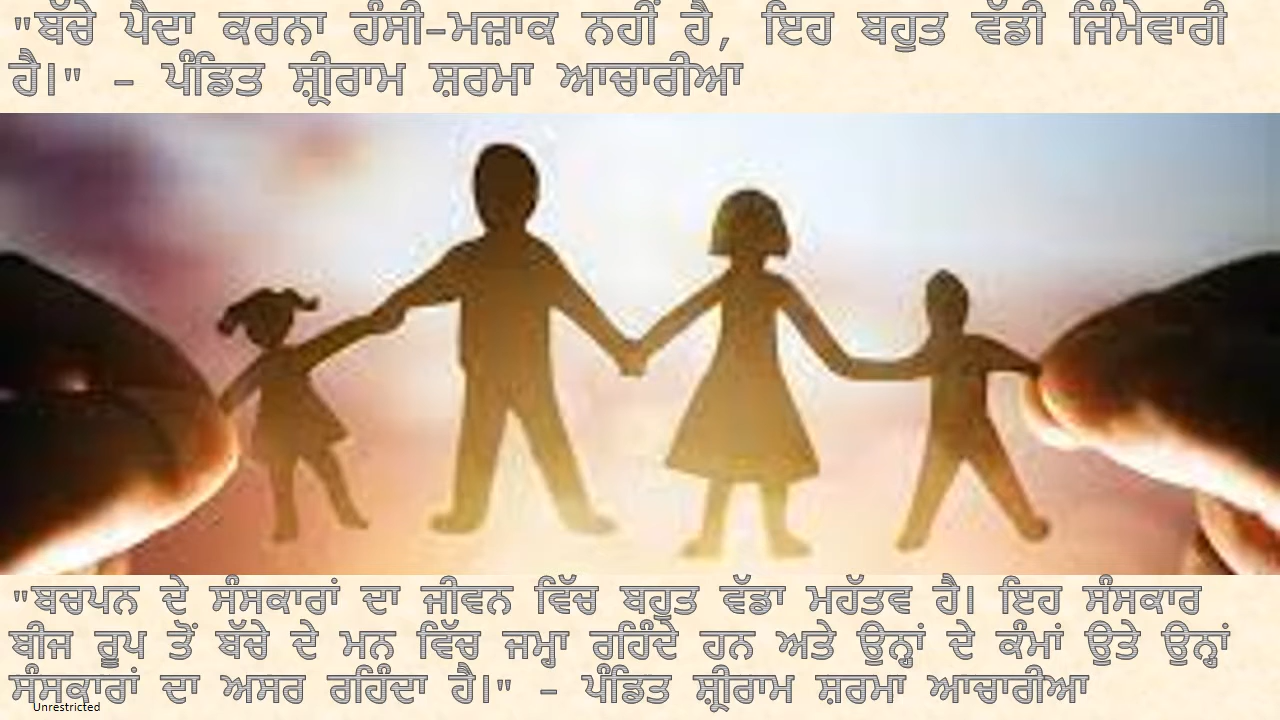 "ਬੱਚੇ ਪੈਦਾ ਕਰਨਾ ਹੰਸੀ-ਮਜ਼ਾਕ ਨਹੀਂ ਹੈ, ਇਹ ਬਹੁਤ ਵੱਡੀ ਜਿੰਮੇਵਾਰੀ
ਹੈ।" - ਪੰਡਿਤ ਸ਼੍ਰੀਰਾਮ ਸ਼ਰਮਾ ਆਚਾਰੀਆ
"ਬਚਪਨ ਦੇ ਸੰਸਕਾਰਾਂ ਦਾ ਜੀਵਨ ਵਿੱਚ ਬਹੁਤ ਵੱਡਾ ਮਹੱਤਵ ਹੈ। ਇਹ ਸੰਸਕਾਰ
ਬੀਜ ਰੂਪ ਤੋਂ ਬੱਚੇ ਦੇ ਮਨ ਵਿੱਚ ਜਮ੍ਹਾ ਰਹਿੰਦੇ ਹਨ ਅਤੇ ਉਨ੍ਹਾਂ ਦੇ ਕੰਮਾਂ ਉਤੇ ਉਨ੍ਹਾਂ
ਸੰਸਕਾਰਾਂ ਦਾ ਅਸਰ ਰਹਿੰਦਾ ਹੈ।" - ਪੰਡਿਤ ਸ਼੍ਰੀਰਾਮ ਸ਼ਰਮਾ ਆਚਾਰੀਆ
Unrestricted